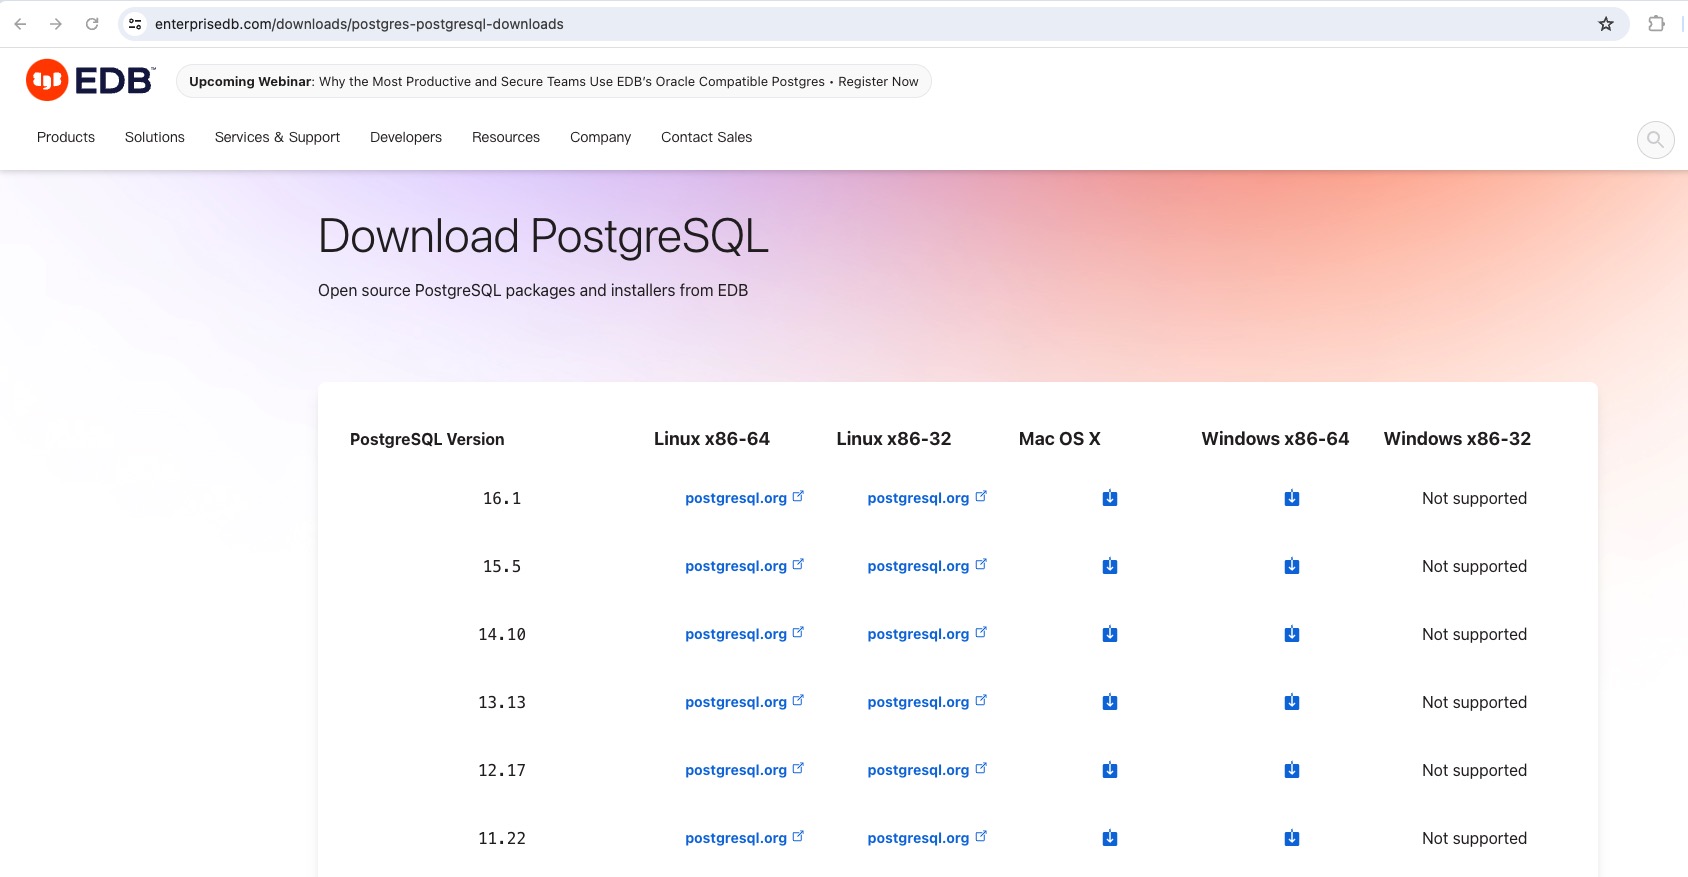 enterprisedb.com/downloads/postgres-postgresql-downloads
EDB™
Upcoming Webinar: Why the Most Productive and Secure Teams Use EDB's Oracle Compatible Postgres • Register Now
Products Solutions Services & Support Developers Resources Company Contact Sales
Download PostgreSQL
Open source PostgreSQL packages and installers from EDB
PostgreSQL Version Linux x86-64 Linux x86-32 Mac OS X Windows x86-64 Windows x86-32
16.1 postgresql.org postgresql.org Not supported
15.5 postgresql.org postgresql.org Not supported
14.10 postgresql.org postgresql.org Not supported
13.13 postgresql.org postgresql.org Not supported
12.17 postgresql.org postgresql.org Not supported
11.22 postgresql.org postgresql.org Not supported